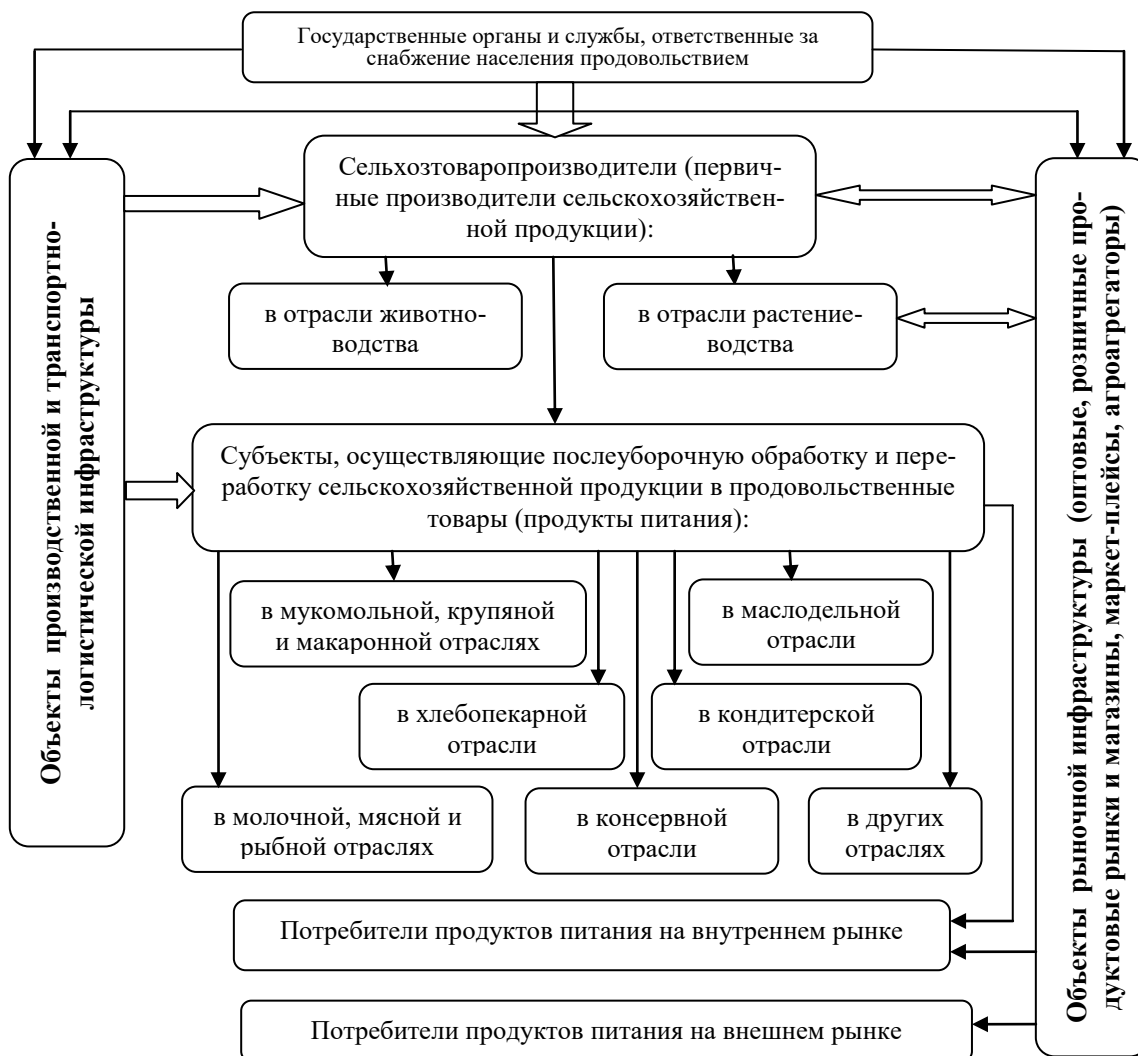 Государственные органы и службы, ответственные за
снабжение населения продовольствием
Объекты производственной и транспортно-
логистической инфраструктуры
Сельхозтоваропроизводители (первич-
ные производители сельскохозяйствен-
ной продукции):
в отрасли животно-
водства
в отрасли растение-
водства
Субъекты, осуществляющие послеуборочную обработку и пере-
работку сельскохозяйственной продукции в продовольственные
товары (продукты питания):
в мукомольной, крупяной
и макаронной отраслях
в маслодельной
отрасли
в хлебопекарной
отрасли
в кондитерской
отрасли
в молочной, мясной и
рыбной отраслях
в консервной
отрасли
в других
отраслях
Потребители продуктов питания на внутреннем рынке
Потребители продуктов питания на внешнем рынке
Объекты рыночной инфраструктуры (оптовые, розничные про-
дуктовые рынки и магазины, маркет-плейсы, агроагрегаторы)